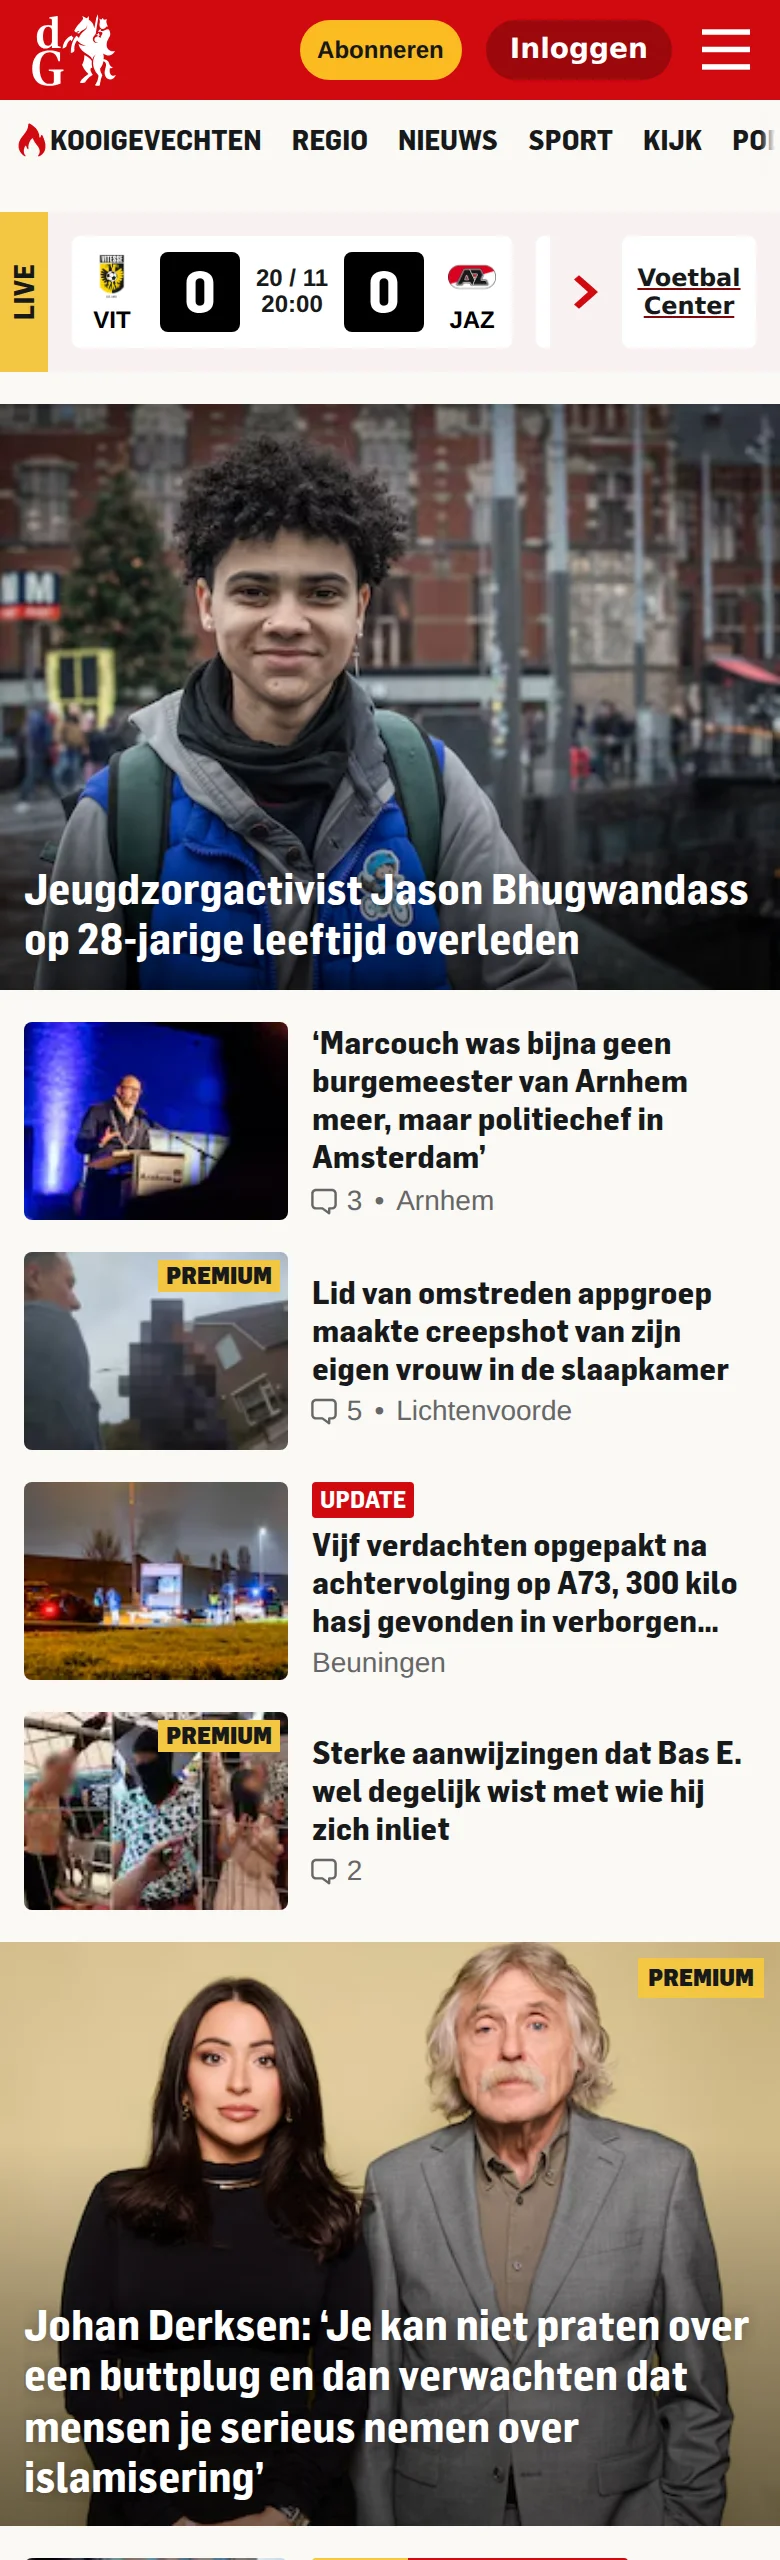 dG
Abonneren
Inloggen
KOOIGEVECHTEN REGIO NIEUWS SPORT KIJK
LIVE
VITESSE
VIT
0
20 / 11
20:00
0
AZ
JAZ
Voetbal
Center
Jeugdzorgactivist Jason Bhugwandass
op 28-jarige leeftijd overleden
‘Marcouch was bijna geen
burgemeester van Arnhem
meer, maar politiechef in
Amsterdam’
3 • Arnhem
PREMIUM
Lid van omstreden appgroep
maakte creepshot van zijn
eigen vrouw in de slaapkamer
5 • Lichtenvoorde
UPDATE
Vijf verdachten opgepakt na
achtervolging op A73, 300 kilo
hasj gevonden in verborgen...
Beuningen
PREMIUM
Sterke aanwijzingen dat Bas E.
wel degelijk wist met wie hij
zich inliet
2
PREMIUM
Johan Derksen: ‘Je kan niet praten over
een buttplug en dan verwachten dat
mensen je serieus nemen over
islamisering’